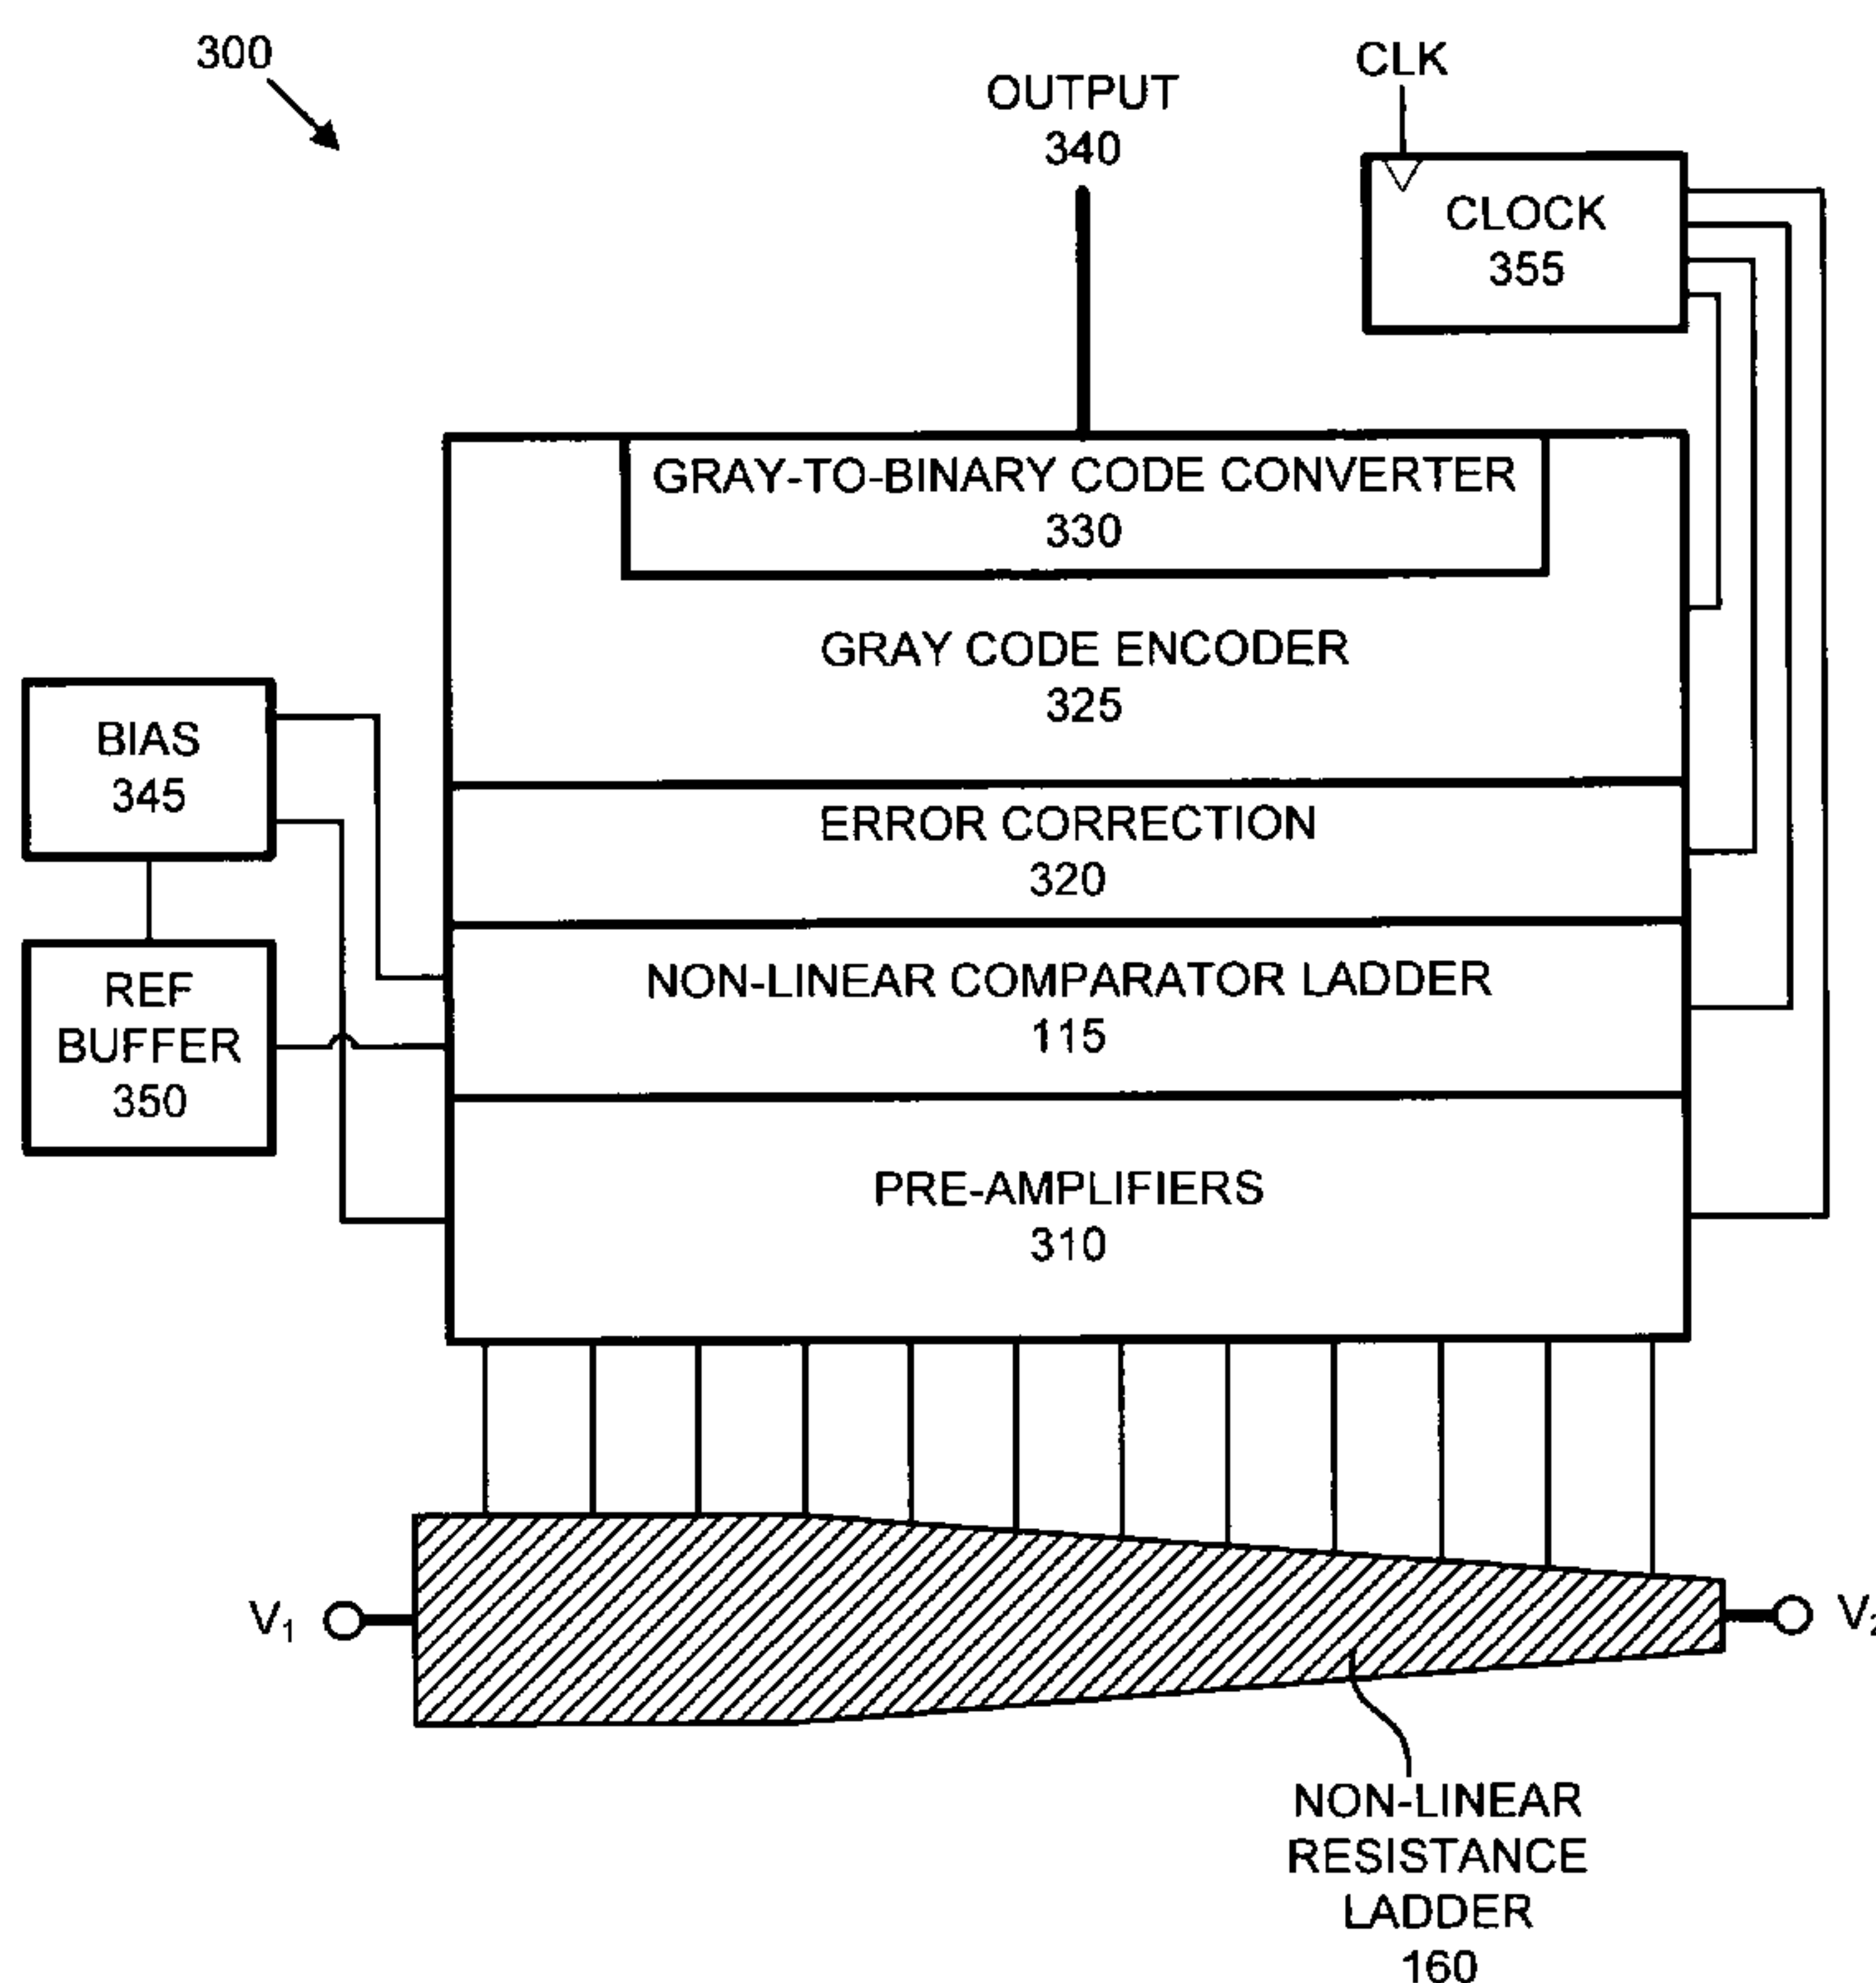 300
OUTPUT
340
CLK
CLOCK
355
GRAY-TO-BINARY CODE CONVERTER
330
GRAY CODE ENCODER
325
BIAS
345
ERROR CORRECTION
320
REF
BUFFER
350
NON-LINEAR COMPARATOR LADDER
115
PRE-AMPLIFIERS
310
V₁
V₂
NON-LINEAR
RESISTANCE
LADDER
160